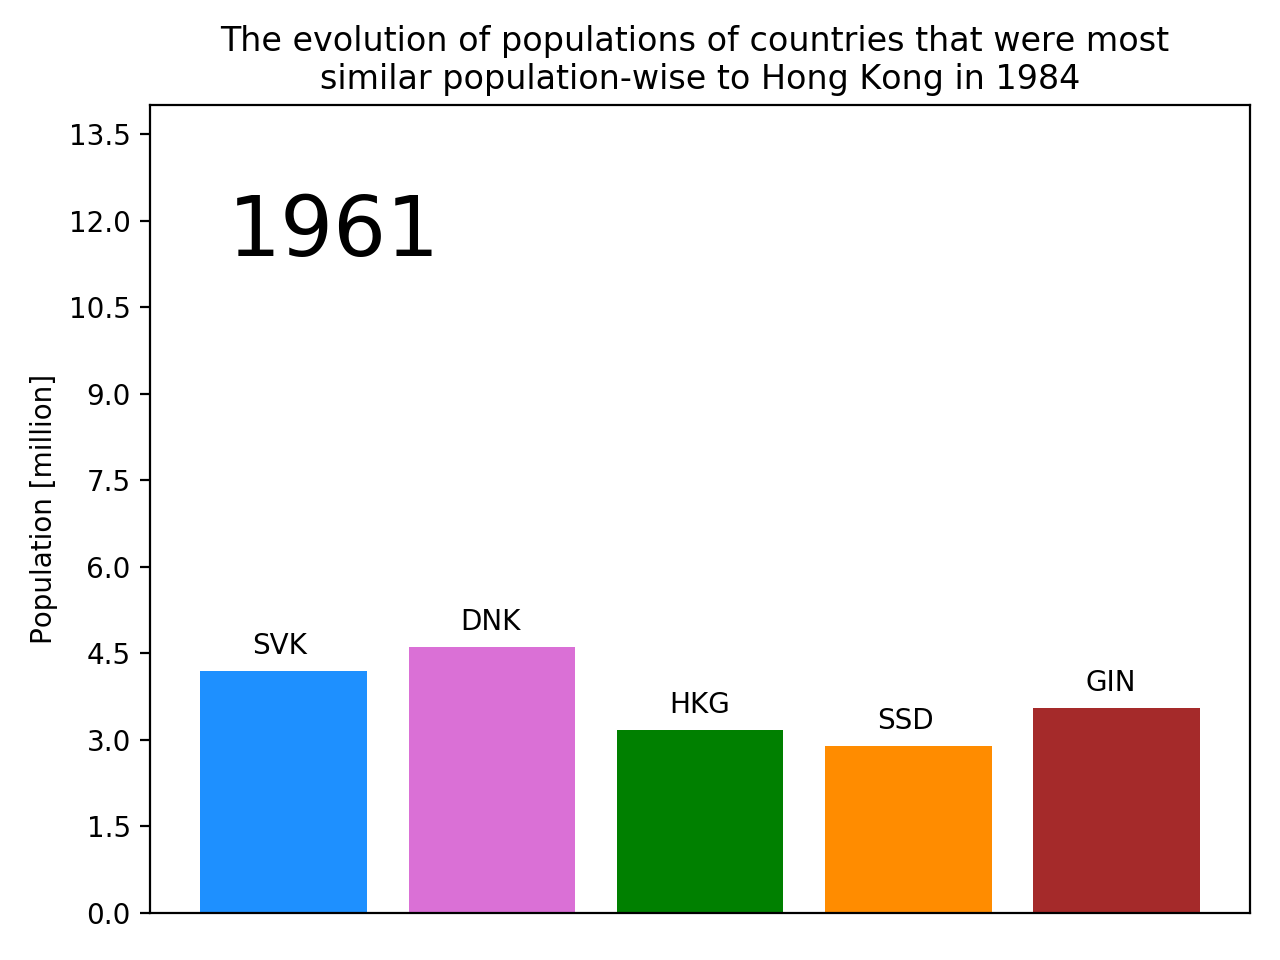 The evolution of populations of countries that were most
similar population-wise to Hong Kong in 1984
13.5
12.0
10.5
9.0
7.5
6.0
4.5
3.0
1.5
0.0
Population [million]
1961
SVK
DNK
HKG
SSD
GIN